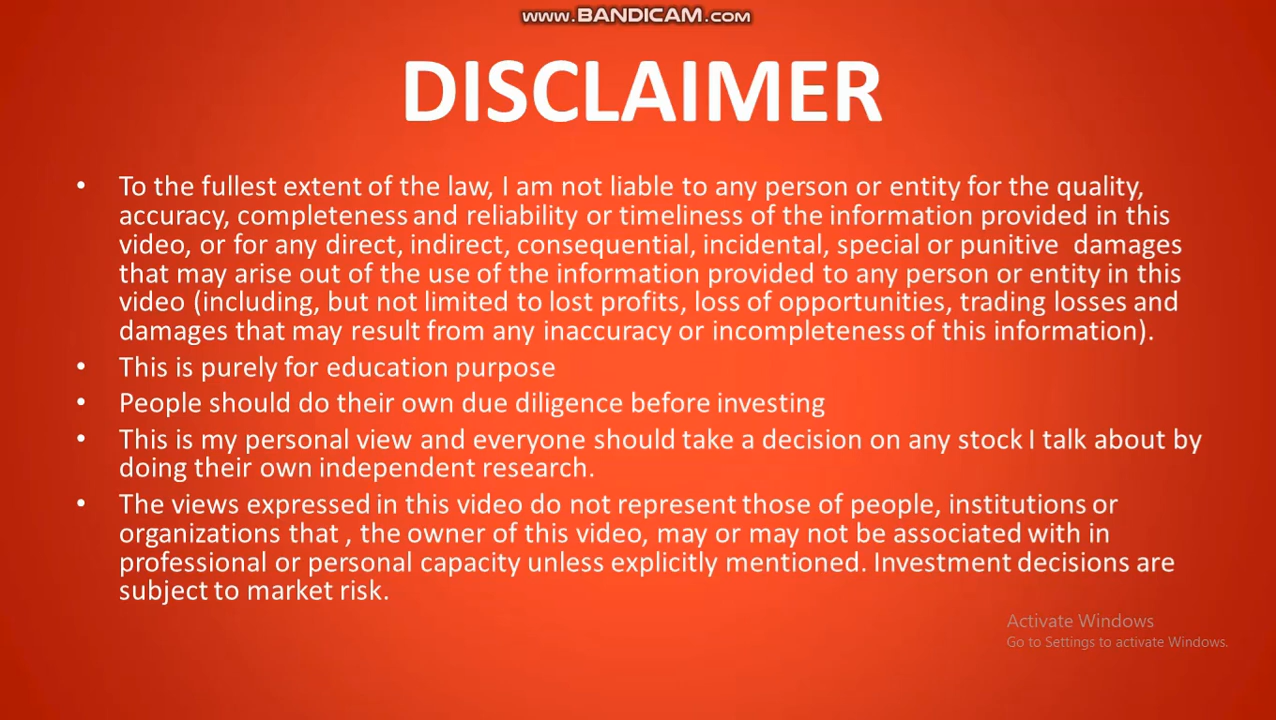 www.BANDICAM.com
DISCLAIMER
• To the fullest extent of the law, I am not liable to any person or entity for the quality,
accuracy, completeness and reliability or timeliness of the information provided in this
video, or for any direct, indirect, consequential, incidental, special or punitive damages
that may arise out of the use of the information provided to any person or entity in this
video (including, but not limited to lost profits, loss of opportunities, trading losses and
damages that may result from any inaccuracy or incompleteness of this information).
• This is purely for education purpose
• People should do their own due diligence before investing
• This is my personal view and everyone should take a decision on any stock I talk about by
doing their own independent research.
• The views expressed in this video do not represent those of people, institutions or
organizations that , the owner of this video, may or may not be associated with in
professional or personal capacity unless explicitly mentioned. Investment decisions are
subject to market risk.
Activate Windows
Go to Settings to activate Windows.